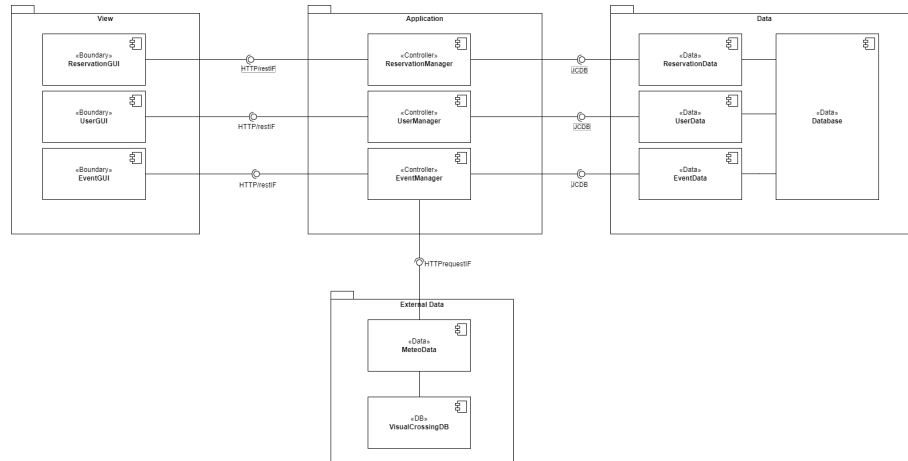 View
Application
Data
«Boundary»
ReservationGUI
HTTP/restIF
«Controller»
ReservationManager
JCDB
«Data»
ReservationData
«Boundary»
UserGUI
HTTP/restIF
«Controller»
UserManager
JCDB
«Data»
UserData
«Data»
Database
«Boundary»
EventGUI
HTTP/restIF
«Controller»
EventManager
JCDB
«Data»
EventData
HTTPrequestIF
External Data
«Data»
MeteoData
«DB»
VisualCrossingDB